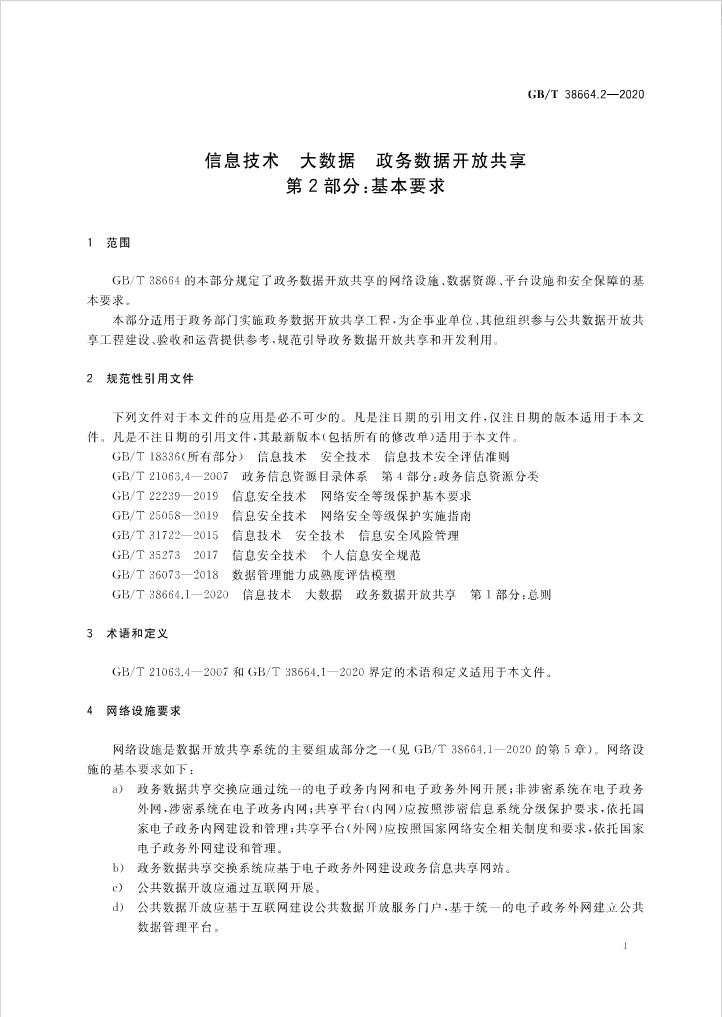 GB/T 38664.2—2020
信息技术　大数据　政务数据开放共享
第 2 部分:基本要求
1　范围
GB/T 38664 的本部分规定了政务数据开放共享的网络设施、数据资源、平台设施和安全保障的基
本要求。
本部分适用于政务部门实施政务数据开放共享工程,为企事业单位、其他组织参与公共数据开放共
享工程建设、验收和运营提供参考,规范引导政务数据开放共享和开发利用。
2　规范性引用文件
下列文件对于本文件的应用是必不可少的。凡是注日期的引用文件,仅注日期的版本适用于本文
件。凡是不注日期的引用文件,其最新版本(包括所有的修改单)适用于本文件。
GB/T 18336(所有部分)　信息技术　安全技术　信息技术安全评估准则
GB/T 21063.4—2007　政务信息资源目录体系　第 4 部分:政务信息资源分类
GB/T 22239—2019　信息安全技术　网络安全等级保护基本要求
GB/T 25058—2019　信息安全技术　网络安全等级保护实施指南
GB/T 31722—2015　信息技术　安全技术　信息安全风险管理
GB/T 35273　2017　信息安全技术　个人信息安全规范
GB/T 36073—2018　数据管理能力成熟度评估模型
GB/T 38664.1—2020　信息技术　大数据　政务数据开放共享　第 1 部分:总则
3　术语和定义
GB/T 21063.4—2007 和 GB/T 38664.1—2020 界定的术语和定义适用于本文件。
4　网络设施要求
网络设施是数据开放共享系统的主要组成部分之一(见 GB/T 38664.1—2020 的第 5 章)。网络设
施的基本要求如下:
a)　政务数据共享交换应通过统一的电子政务内网和电子政务外网开展;非涉密系统在电子政务
外网,涉密系统在电子政务内网;共享平台(内网)应按照涉密信息系统分级保护要求,依托国
家电子政务内网建设和管理;共享平台(外网)应按照国家网络安全相关制度和要求,依托国家
电子政务外网建设和管理。
b)　政务数据共享交换系统应基于电子政务外网建设政务信息共享网站。
c)　公共数据开放应通过互联网开展。
d)　公共数据开放应基于互联网建设公共数据开放服务门户,基于统一的电子政务外网建立公共
数据管理平台。
1